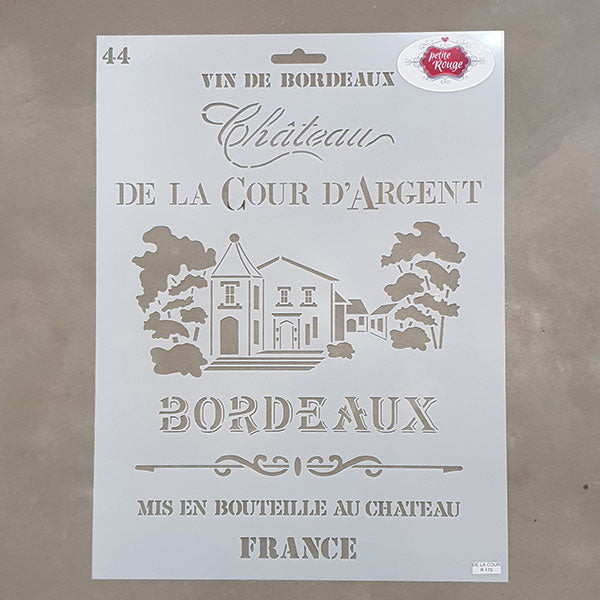 44
petite
Rouge
VIN DE BORDEAUX
Château
DE LA COUR D'ARGENT
BORDEAUX
MIS EN BOUTEILLE AU CHATEAU
FRANCE
DE LA COUR
R 170